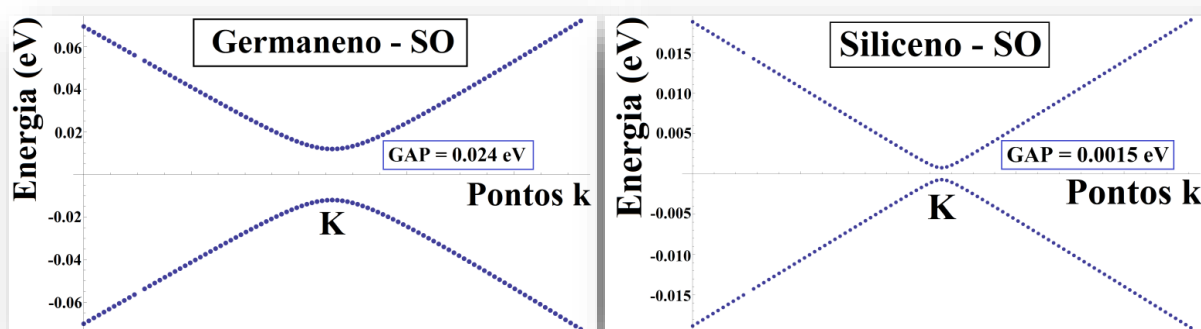 Germaneno - SO
Energia (eV)
0.06
0.04
0.02
-0.02
-0.04
-0.06
GAP = 0.024 eV
Pontos k
K
Siliceno - SO
Energia (eV)
0.015
0.010
0.005
-0.005
-0.010
-0.015
GAP = 0.0015 eV
Pontos k
K